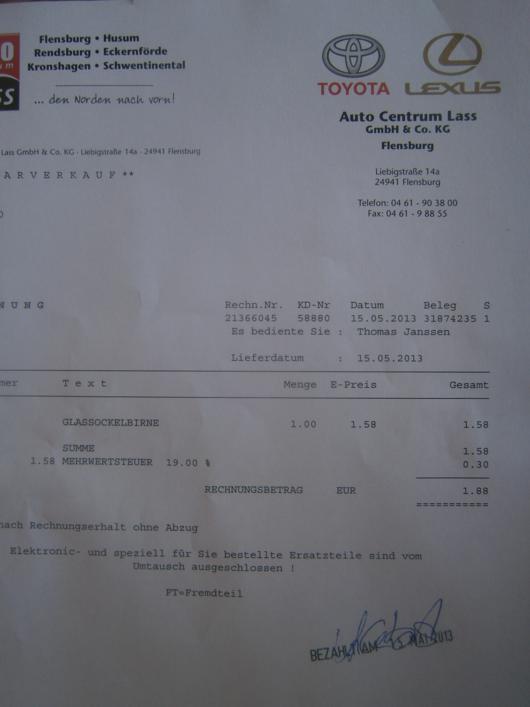 Flensburg • Husum
Rendsburg • Eckernförde
Kronshagen • Schwentinental
... den Norden nach vorn!
TOYOTA LEXUS
Auto Centrum Lass
GmbH & Co. KG
Flensburg
Lass GmbH & Co. KG - Liebigstraße 14a - 24941 Flensburg
Liebigstraße 14a
24941 Flensburg
A R V E R K A U F **
Telefon: 04 61 - 90 38 00
Fax: 04 61 - 9 88 55
N U N G
Rechn.Nr. KD-Nr Datum Beleg S
21366045 58880 15.05.2013 31874235 1
Es bediente Sie : Thomas Janssen
Lieferdatum : 15.05.2013
mer T e x t Menge E-Preis Gesamt
GLASSOCKELBIRNE 1.00 1.58 1.58
SUMME 1.58
1.58 MEHRWERTSTEUER 19.00 % 0.30
RECHNUNGSBETRAG EUR 1.88
===========
nach Rechnungserhalt ohne Abzug
Elektronic- und speziell für Sie bestellte Ersatzteile sind vom
Umtausch ausgeschlossen !
FT=Fremdteil
BEZAHLT AM MAI 2013